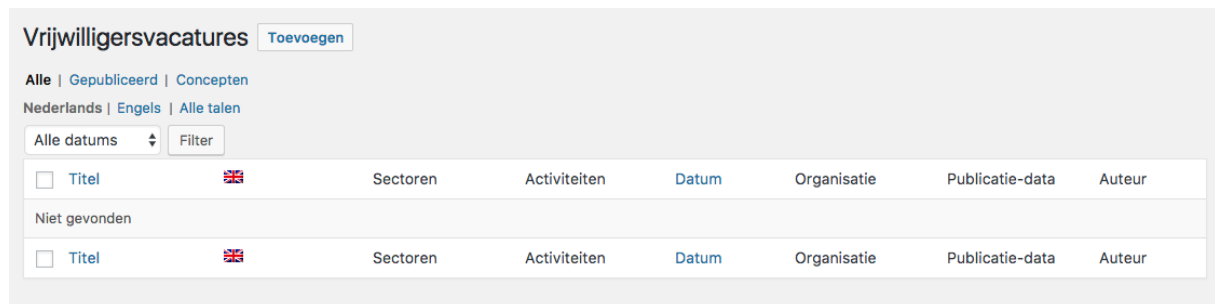 Vrijwilligersvacatures Toevoegen
Alle | Gepubliceerd | Concepten
Nederlands | Engels | Alle talen
Alle datums Filter
Titel Sectoren Activiteiten Datum Organisatie Publicatie-data Auteur
Niet gevonden
Titel Sectoren Activiteiten Datum Organisatie Publicatie-data Auteur